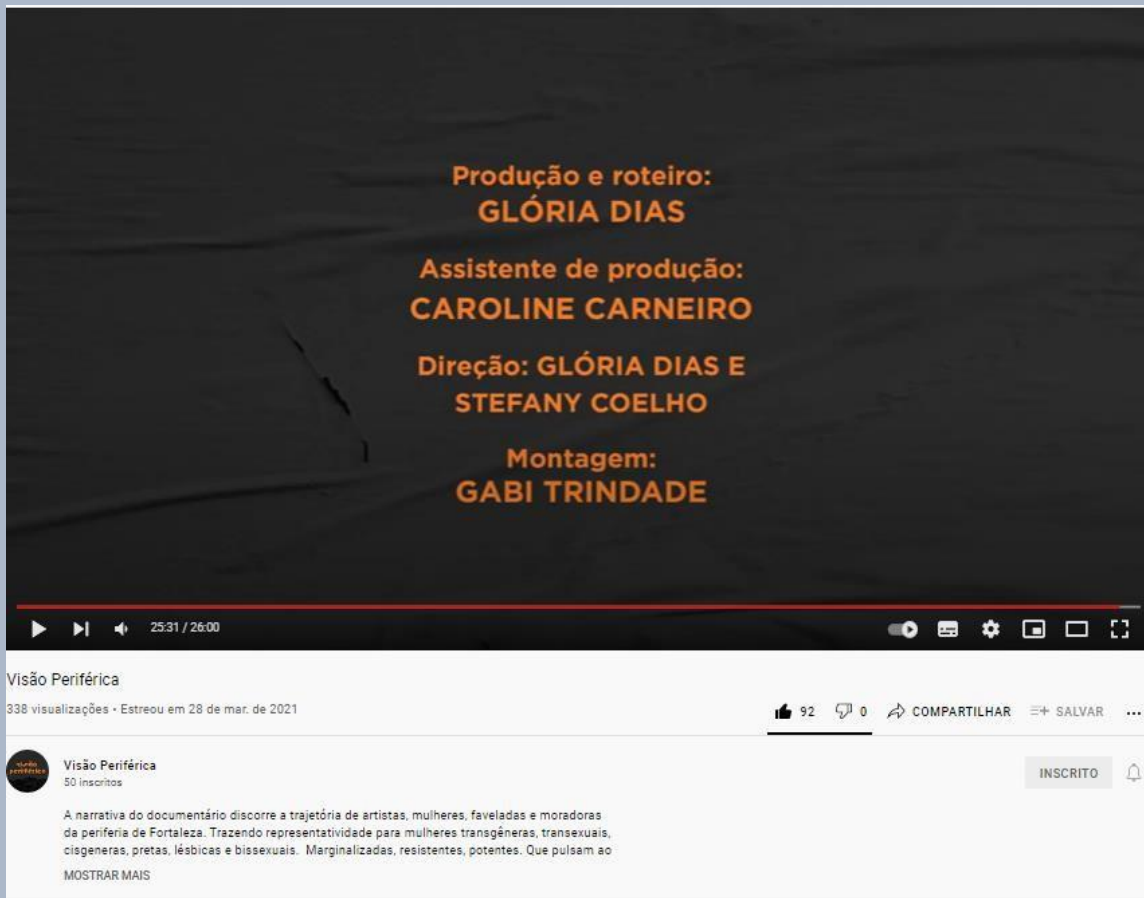 Produção e roteiro:
GLÓRIA DIAS
Assistente de produção:
CAROLINE CARNEIRO
Direção: GLÓRIA DIAS E
STEFANY COELHO
Montagem:
GABI TRINDADE
25:31 / 26:00
Visão Periférica
338 visualizações • Estreou em 28 de mar. de 2021
92 0 COMPARTILHAR SALVAR
visão
periférica
Visão Periférica
50 inscritos
INSCRITO
A narrativa do documentário discorre a trajetória de artistas, mulheres, faveladas e moradoras
da periferia de Fortaleza. Trazendo representatividade para mulheres transgêneras, transexuais,
cisgeneras, pretas, lésbicas e bissexuais. Marginalizadas, resistentes, potentes. Que pulsam ao
MOSTRAR MAIS